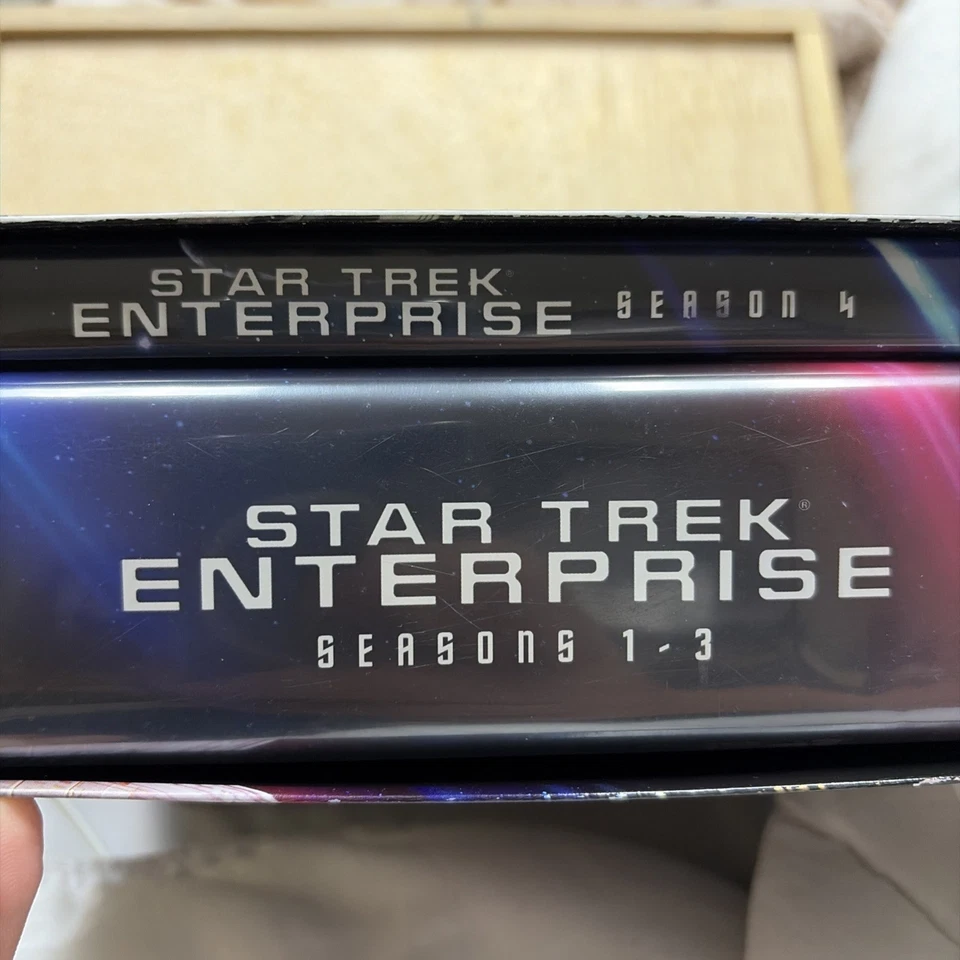 STAR TREK®
ENTERPRISE SEASON 4
STAR TREK®
ENTERPRISE
SEASONS 1-3